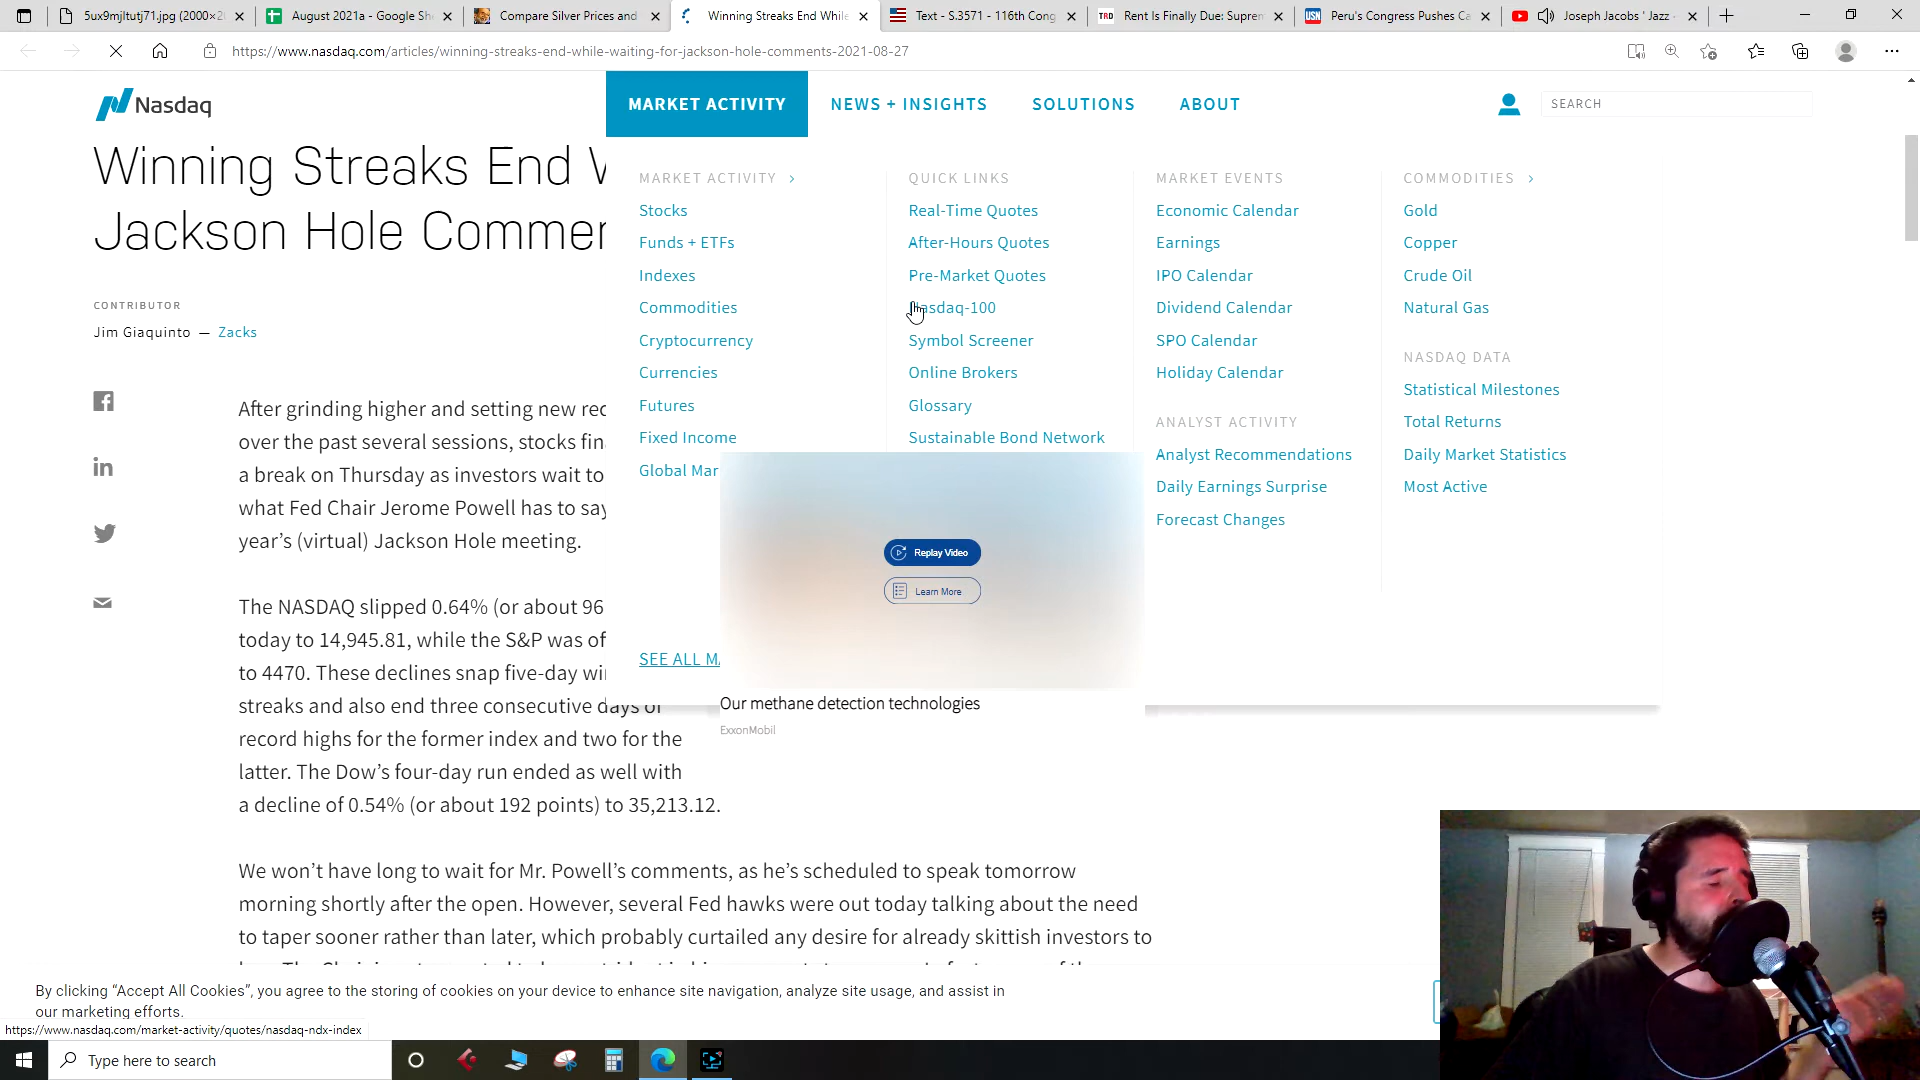 5ux9mjltutj71.jpg (2000×2
August 2021a - Google She
Compare Silver Prices and
Winning Streaks End While
Text - S.3571 - 116th Cong
TRD
Rent Is Finally Due: Suprem
USN
Peru's Congress Pushes Ca
Joseph Jacobs ' Jazz -
https://www.nasdaq.com/articles/winning-streaks-end-while-waiting-for-jackson-hole-comments-2021-08-27
Nasdaq
MARKET ACTIVITY
NEWS + INSIGHTS
SOLUTIONS
ABOUT
SEARCH
Winning Streaks End W
Jackson Hole Commen
CONTRIBUTOR
Jim Giaquinto — Zacks
MARKET ACTIVITY
Stocks
Funds + ETFs
Indexes
Commodities
Cryptocurrency
Currencies
Futures
Fixed Income
Global Mar
SEE ALL MA
QUICK LINKS
Real-Time Quotes
After-Hours Quotes
Pre-Market Quotes
Nasdaq-100
Symbol Screener
Online Brokers
Glossary
Sustainable Bond Network
MARKET EVENTS
Economic Calendar
Earnings
IPO Calendar
Dividend Calendar
SPO Calendar
Holiday Calendar
ANALYST ACTIVITY
Analyst Recommendations
Daily Earnings Surprise
Forecast Changes
COMMODITIES
Gold
Copper
Crude Oil
Natural Gas
NASDAQ DATA
Statistical Milestones
Total Returns
Daily Market Statistics
Most Active
After grinding higher and setting new rec
over the past several sessions, stocks fina
a break on Thursday as investors wait to
what Fed Chair Jerome Powell has to say
year's (virtual) Jackson Hole meeting.
The NASDAQ slipped 0.64% (or about 96
today to 14,945.81, while the S&P was of
to 4470. These declines snap five-day wi
streaks and also end three consecutive days of
record highs for the former index and two for the
latter. The Dow's four-day run ended as well with
a decline of 0.54% (or about 192 points) to 35,213.12.
Replay Video
Learn More
Our methane detection technologies
ExxonMobil
We won't have long to wait for Mr. Powell's comments, as he's scheduled to speak tomorrow
morning shortly after the open. However, several Fed hawks were out today talking about the need
to taper sooner rather than later, which probably curtailed any desire for already skittish investors to
By clicking “Accept All Cookies”, you agree to the storing of cookies on your device to enhance site navigation, analyze site usage, and assist in
our marketing efforts.
https://www.nasdaq.com/market-activity/quotes/nasdaq-ndx-index
Type here to search